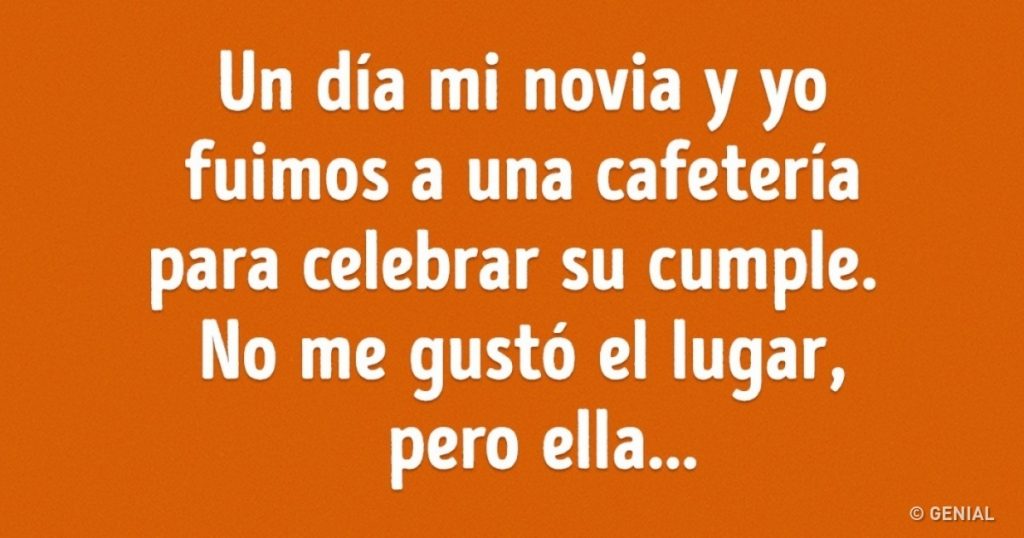 Un día mi novia y yo
fuimos a una cafetería
para celebrar su cumple.
No me gustó el lugar,
pero ella...
© GENIAL